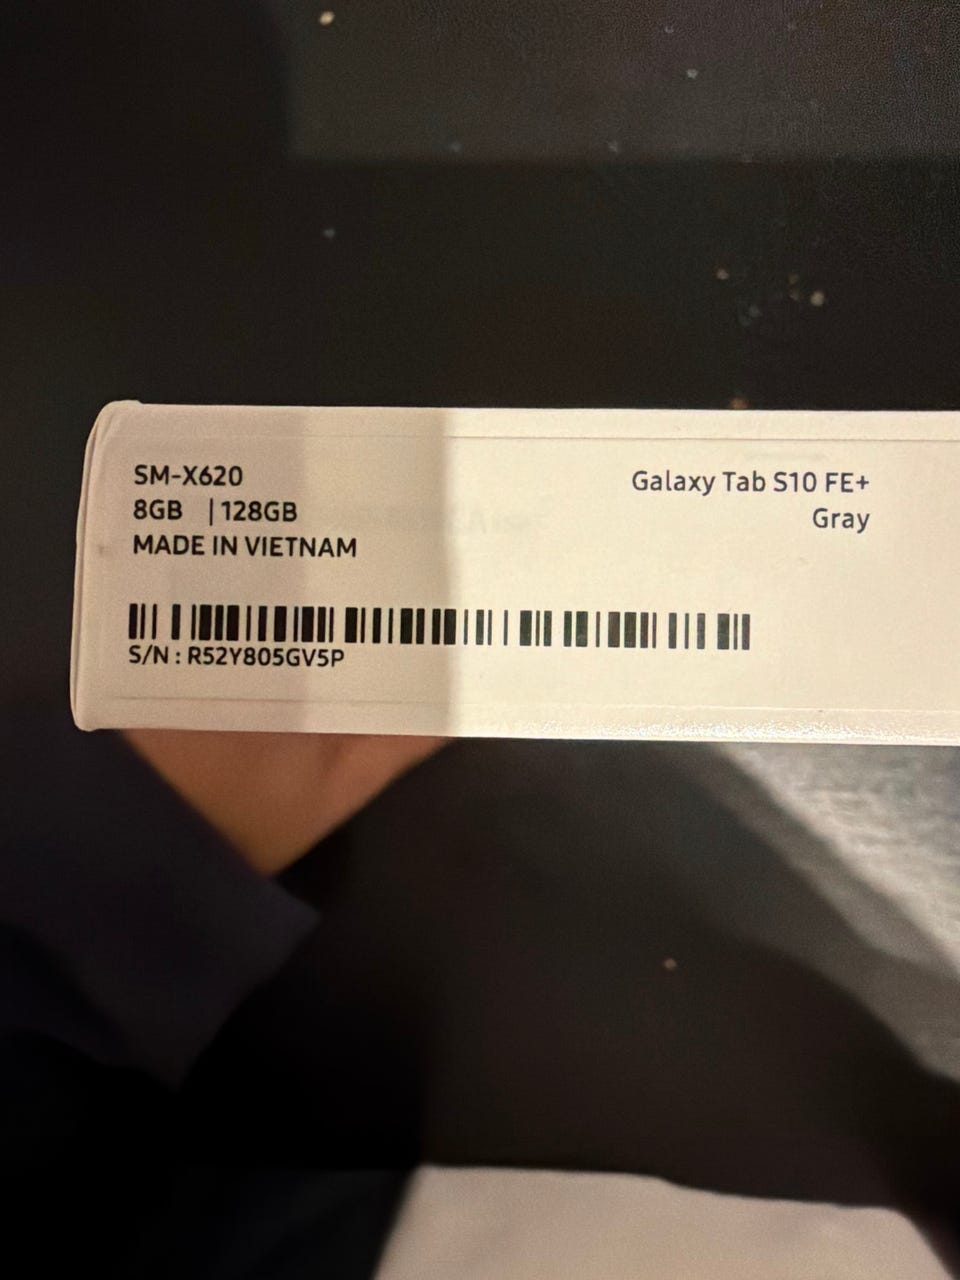 SM-X620
8GB | 128GB
MADE IN VIETNAM
Galaxy Tab S10 FE+
Gray
S/N : R52Y805GV5P